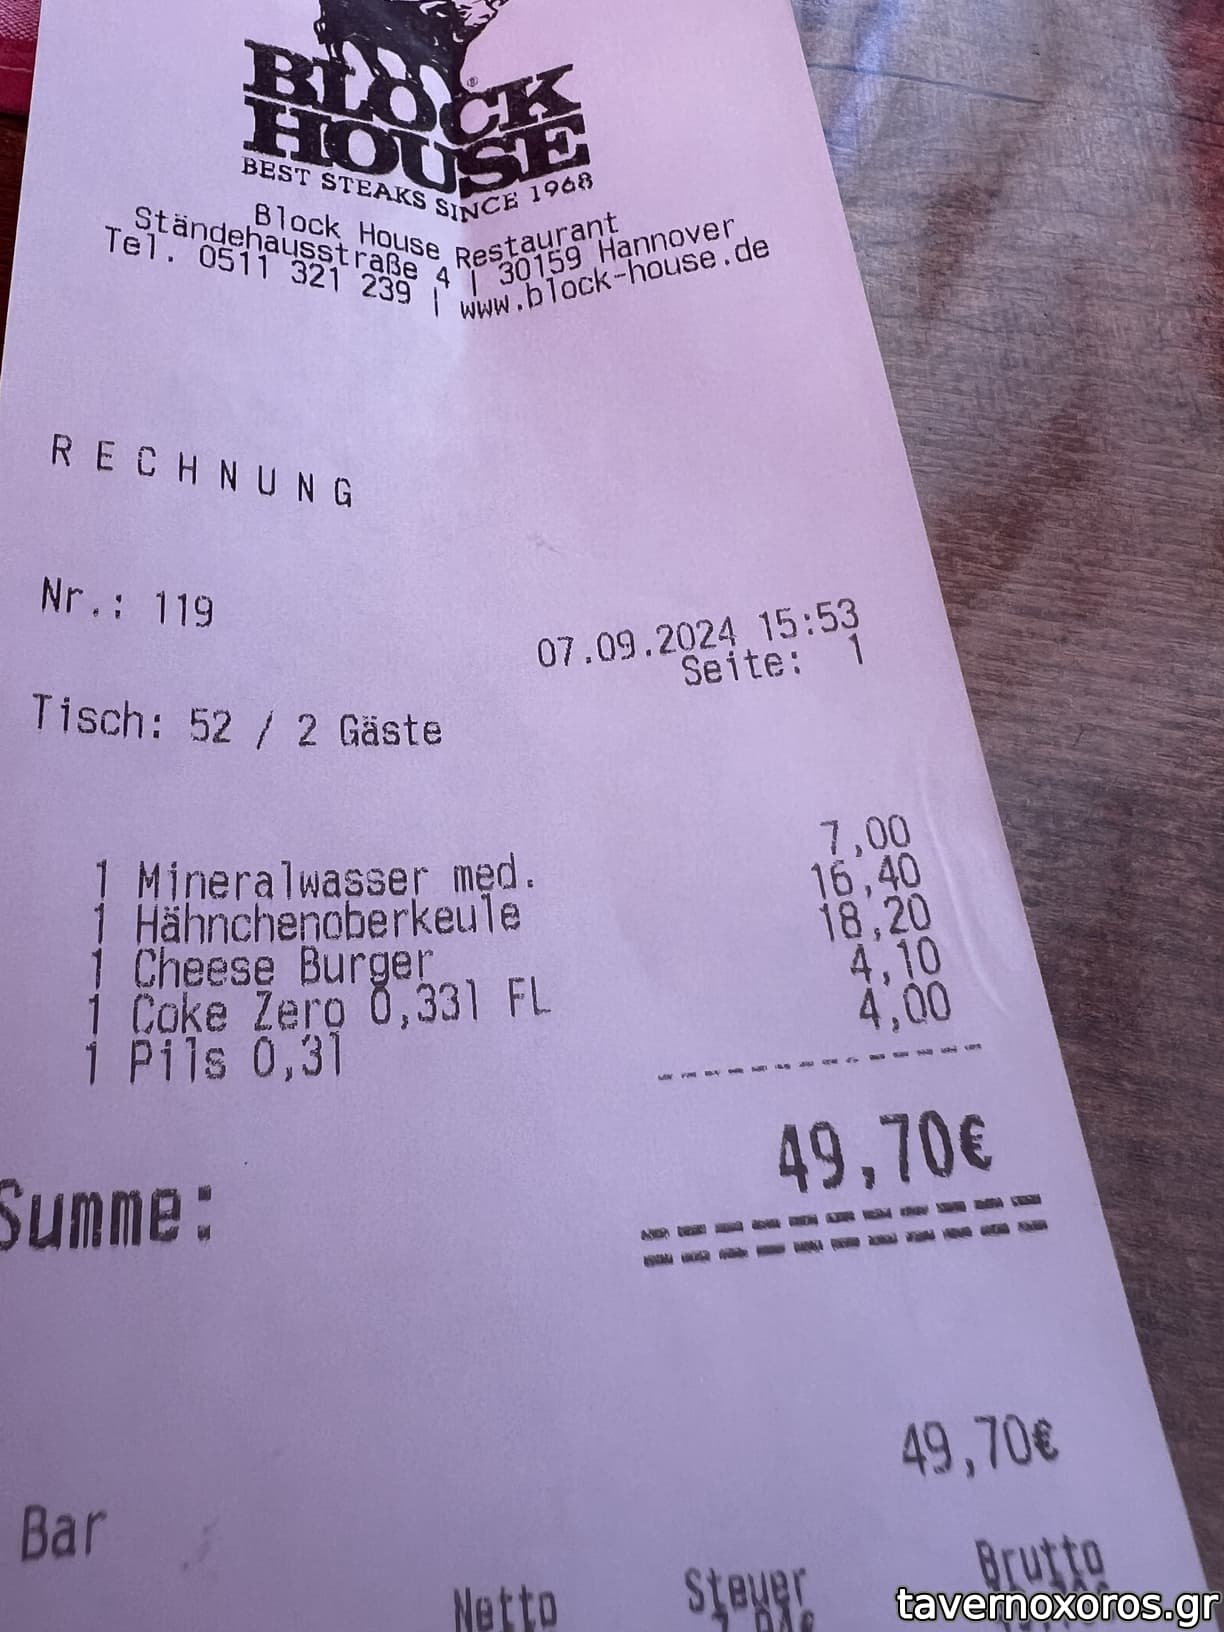 BLOCK
HOUSE
BEST STEAKS SINCE 1968
Block House Restaurant
Ständehausstraße 4 | 30159 Hannover
Tel. 0511 321 239 | www.block-house.de
RECHNUNG
Nr.: 119
07.09.2024 15:53
Seite: 1
Tisch: 52 / 2 Gäste
1 Mineralwasser med. 7,00
1 Hähnchenoberkeule 16,40
1 Cheese Burger 18,20
1 Coke Zero 0,33l FL 4,10
1 Pils 0,3l 4,00
Summe: 49,70€
Bar 49,70€
Netto Steuer Brutto
tavernoxoros.gr